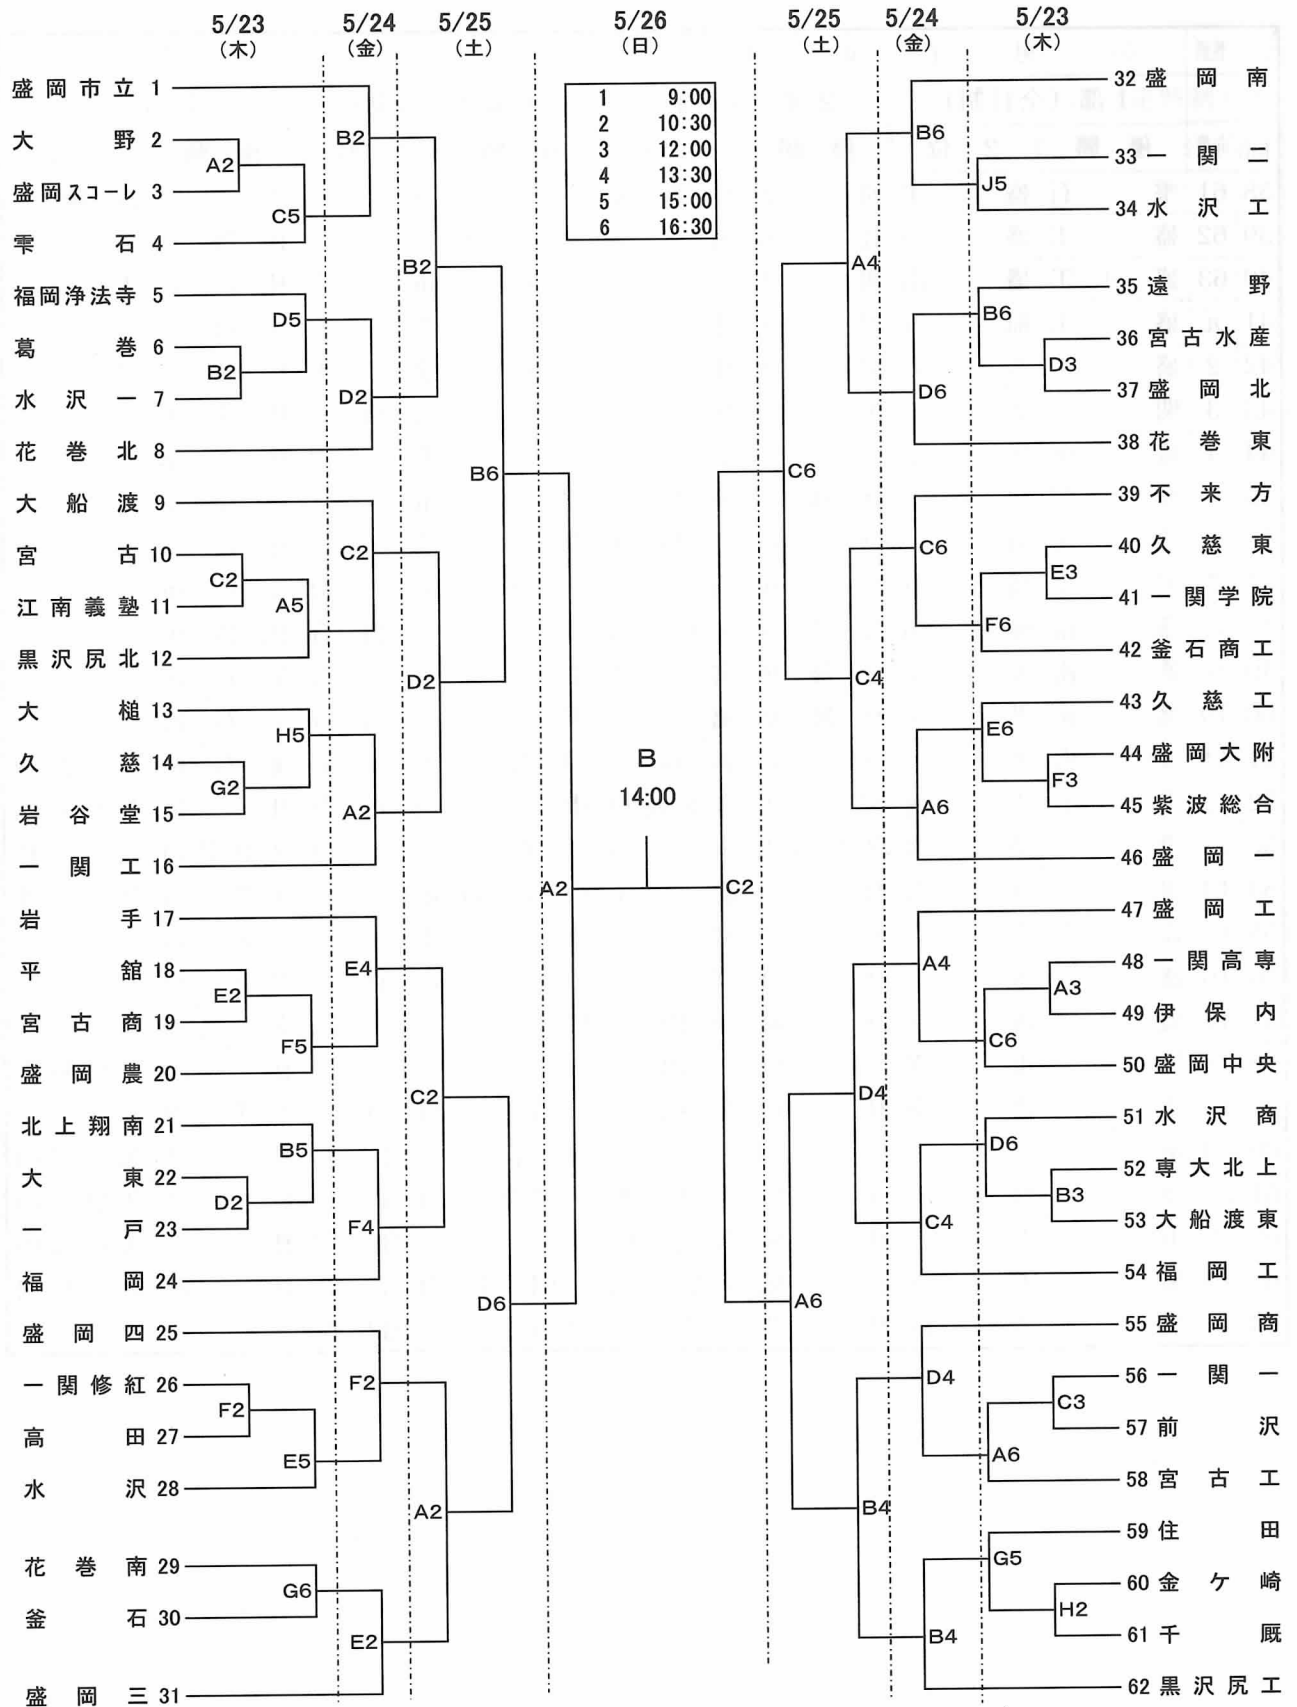 5/23 5/24 5/25 5/26 5/25 5/24 5/23
(木) (金) (土) (日) (土) (金) (木)
1 9:00
2 10:30
3 12:00
4 13:30
5 15:00
6 16:30
盛岡市立 1
大野 2
盛岡スコーレ 3
雫石 4
福岡浄法寺 5
葛巻 6
水沢一 7
花巻北 8
大船渡 9
宮古 10
江南義塾 11
黒沢尻北 12
大槌 13
久慈 14
岩谷堂 15
一関工 16
岩手 17
平舘 18
宮古商 19
盛岡農 20
北上翔南 21
大東 22
一戸 23
福岡 24
盛岡四 25
一関修紅 26
高田 27
水沢 28
花巻南 29
釜石 30
盛岡三 31
A2
C5
D5
B2
C2
A5
H5
G2
E2
F5
B5
D2
F2
E5
G6
B2
D2
C2
A2
E4
F4
F2
E2
B2
D2
C2
A2
B6
D6
A2
B
14:00
C2
C6
A6
A4
C4
D4
B4
B6
D6
C6
A6
A4
C4
D4
B4
J5
B6
D3
E3
F6
E6
F3
A3
C6
D6
B3
C3
A6
G5
H2
32 盛岡南
33 一関二
34 水沢工
35 遠野
36 宮古水産
37 盛岡北
38 花巻東
39 不来方
40 久慈東
41 一関学院
42 釜石商工
43 久慈工
44 盛岡大附
45 紫波総合
46 盛岡一
47 盛岡工
48 一関高専
49 伊保内
50 盛岡中央
51 水沢商
52 専大北上
53 大船渡東
54 福岡工
55 盛岡商
56 一関一
57 前沢
58 宮古工
59 住田
60 金ケ崎
61 千厩
62 黒沢尻工